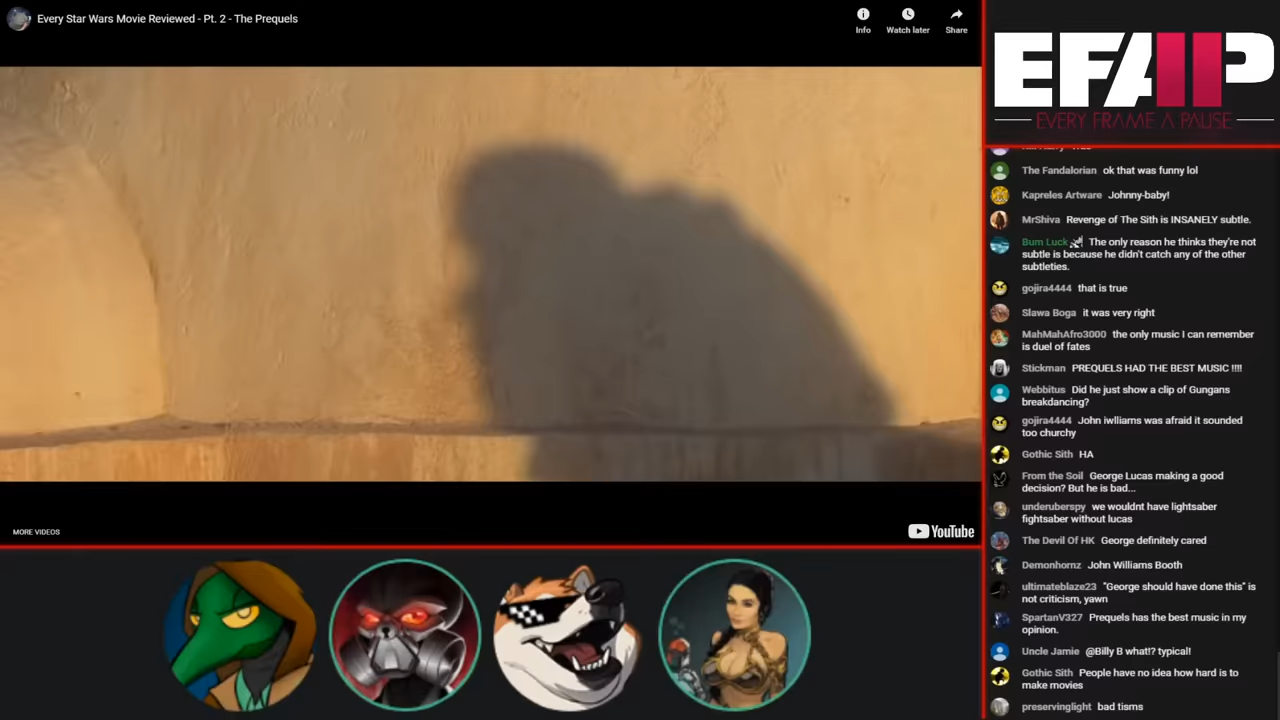 Every Star Wars Movie Reviewed - Pt. 2 - The Prequels
Info
Watch later
Share
MORE VIDEOS
YouTube
EFAP
EVERY FRAME A PAUSE
The Fandalorian ok that was funny lol
Kapreles Artware Johnny-baby!
MrShiva Revenge of The Sith is INSANELY subtle.
Bum Luck The only reason he thinks they're not
subtle is because he didn't catch any of the other
subtleties.
gojira4444 that is true
Slawa Boga it was very right
MahMahAfro3000 the only music I can remember
is duel of fates
Stickman PREQUELS HAD THE BEST MUSIC !!!!
Webbitus Did he just show a clip of Gungans
breakdancing?
gojira4444 John iwlliams was afraid it sounded
too churchy
Gothic Sith HA
From the Soil George Lucas making a good
decision? But he is bad...
underuberspy we wouldnt have lightsaber
fightsaber without lucas
The Devil Of HK George definitely cared
Demonhornz John Williams Booth
ultimateblaze23 "George should have done this" is
not criticism, yawn
SpartanV327 Prequels has the best music in my
opinion.
Uncle Jamie @Billy B what!? typical!
Gothic Sith People have no idea how hard is to
make movies
preservinglight bad tisms